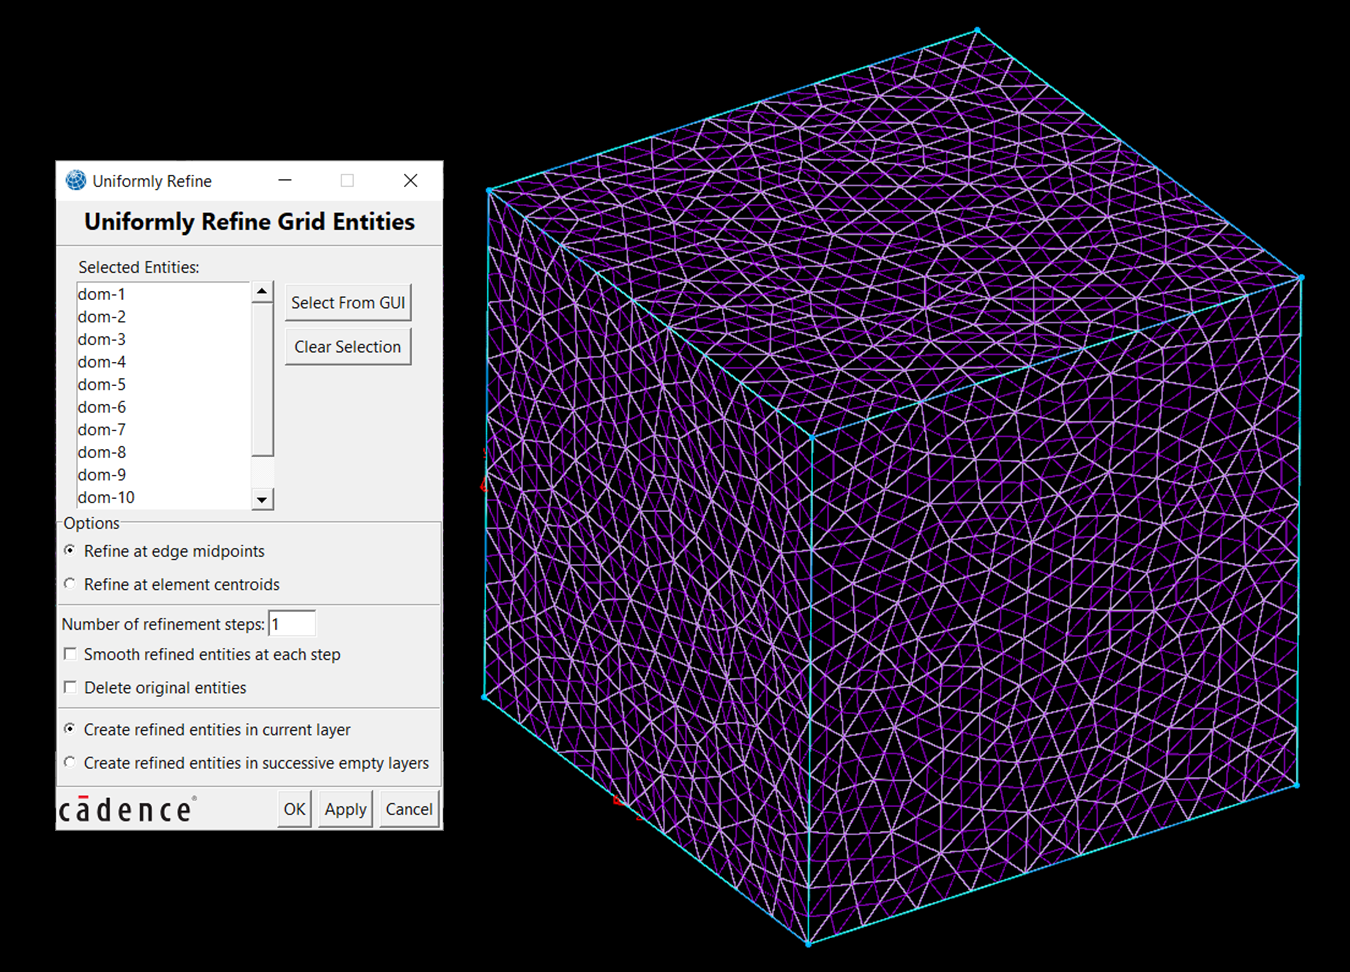 Uniformly Refine
Uniformly Refine Grid Entities
Selected Entities:
dom-1
dom-2
dom-3
dom-4
dom-5
dom-6
dom-7
dom-8
dom-9
dom-10
Select From GUI
Clear Selection
Options
Refine at edge midpoints
Refine at element centroids
Number of refinement steps: 1
Smooth refined entities at each step
Delete original entities
Create refined entities in current layer
Create refined entities in successive empty layers
cādence®
OK Apply Cancel